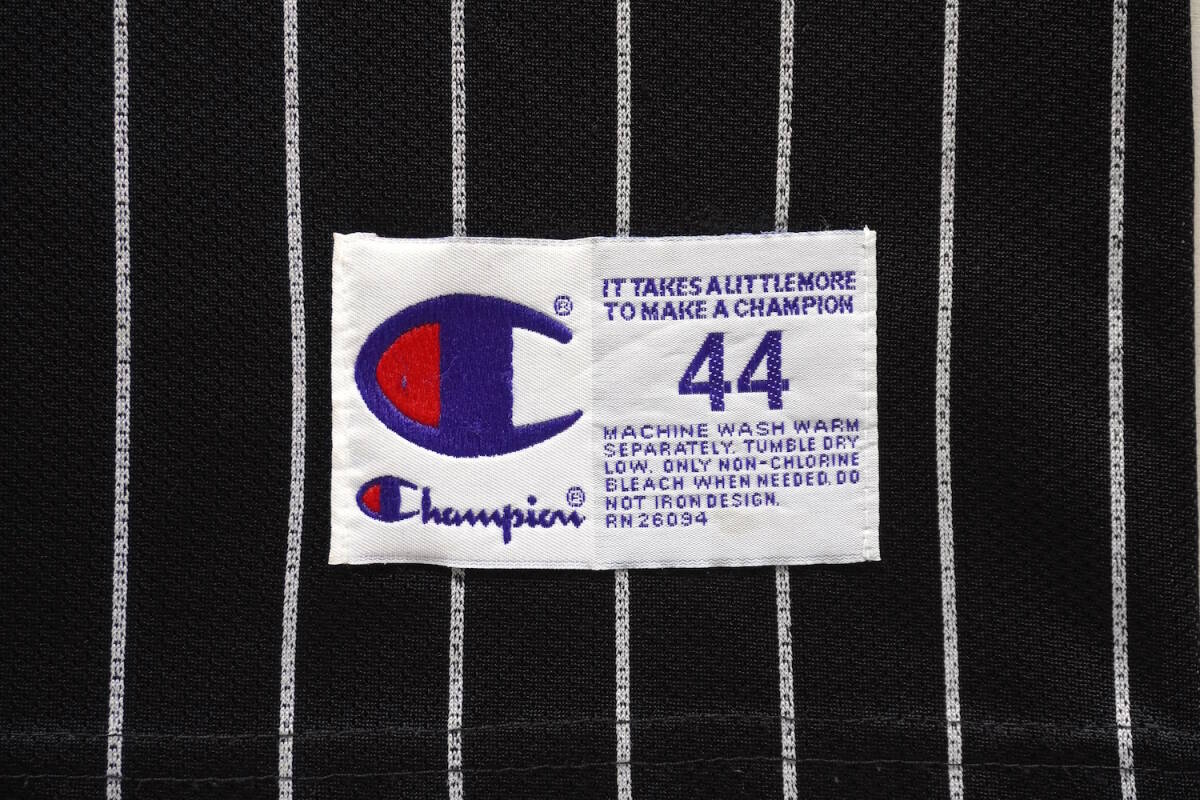 ®
Champion®
IT TAKES A LITTLE MORE
TO MAKE A CHAMPION
44
MACHINE WASH WARM
SEPARATELY. TUMBLE DRY
LOW. ONLY NON-CHLORINE
BLEACH WHEN NEEDED. DO
NOT IRON DESIGN.
RN 26094